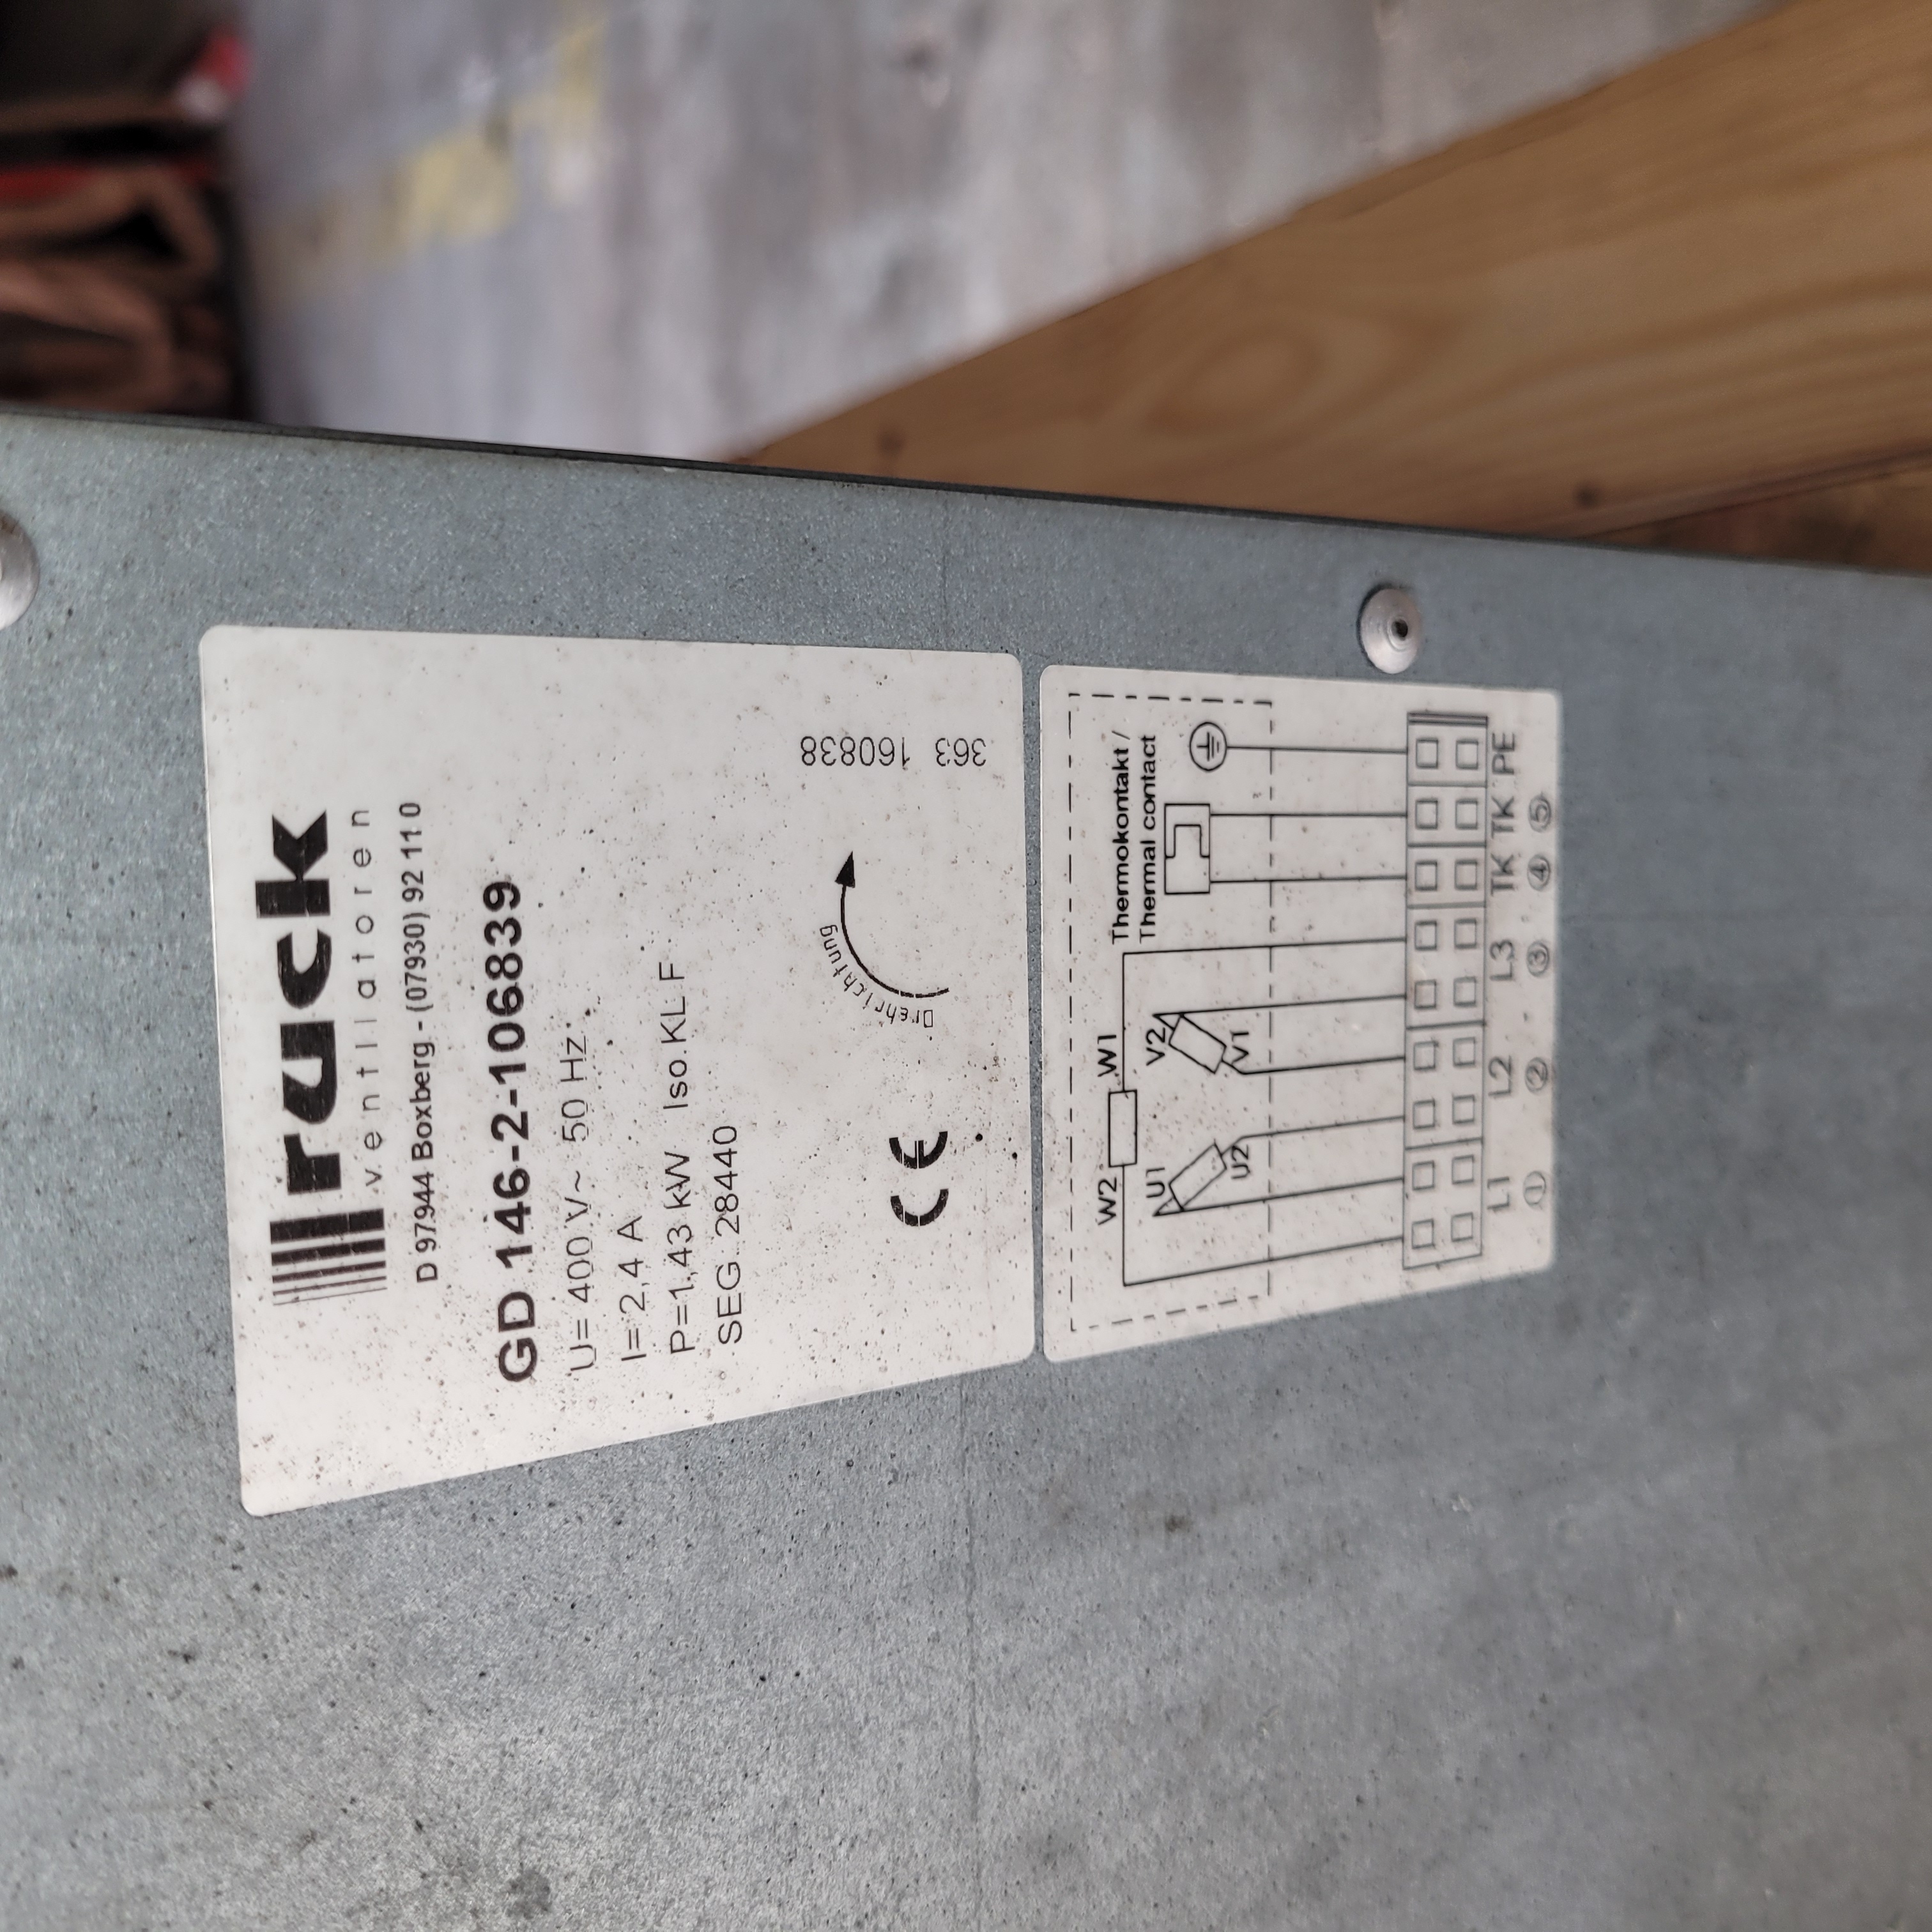 ruck
ventilatoren
D 97944 Boxberg - (07930) 92 11 0
GD 146-2-106839
U= 400 V~ 50 Hz
I= 2,4 A
P=1,43 kW Iso.KL.F
SEG 28440
CE
Drehrichtung
363 160838
Thermokontakt /
Thermal contact
W2 W1
U1 V2
U2 V1
L1 L2 L3 TK TK PE
① ② ③ ④ ⑤